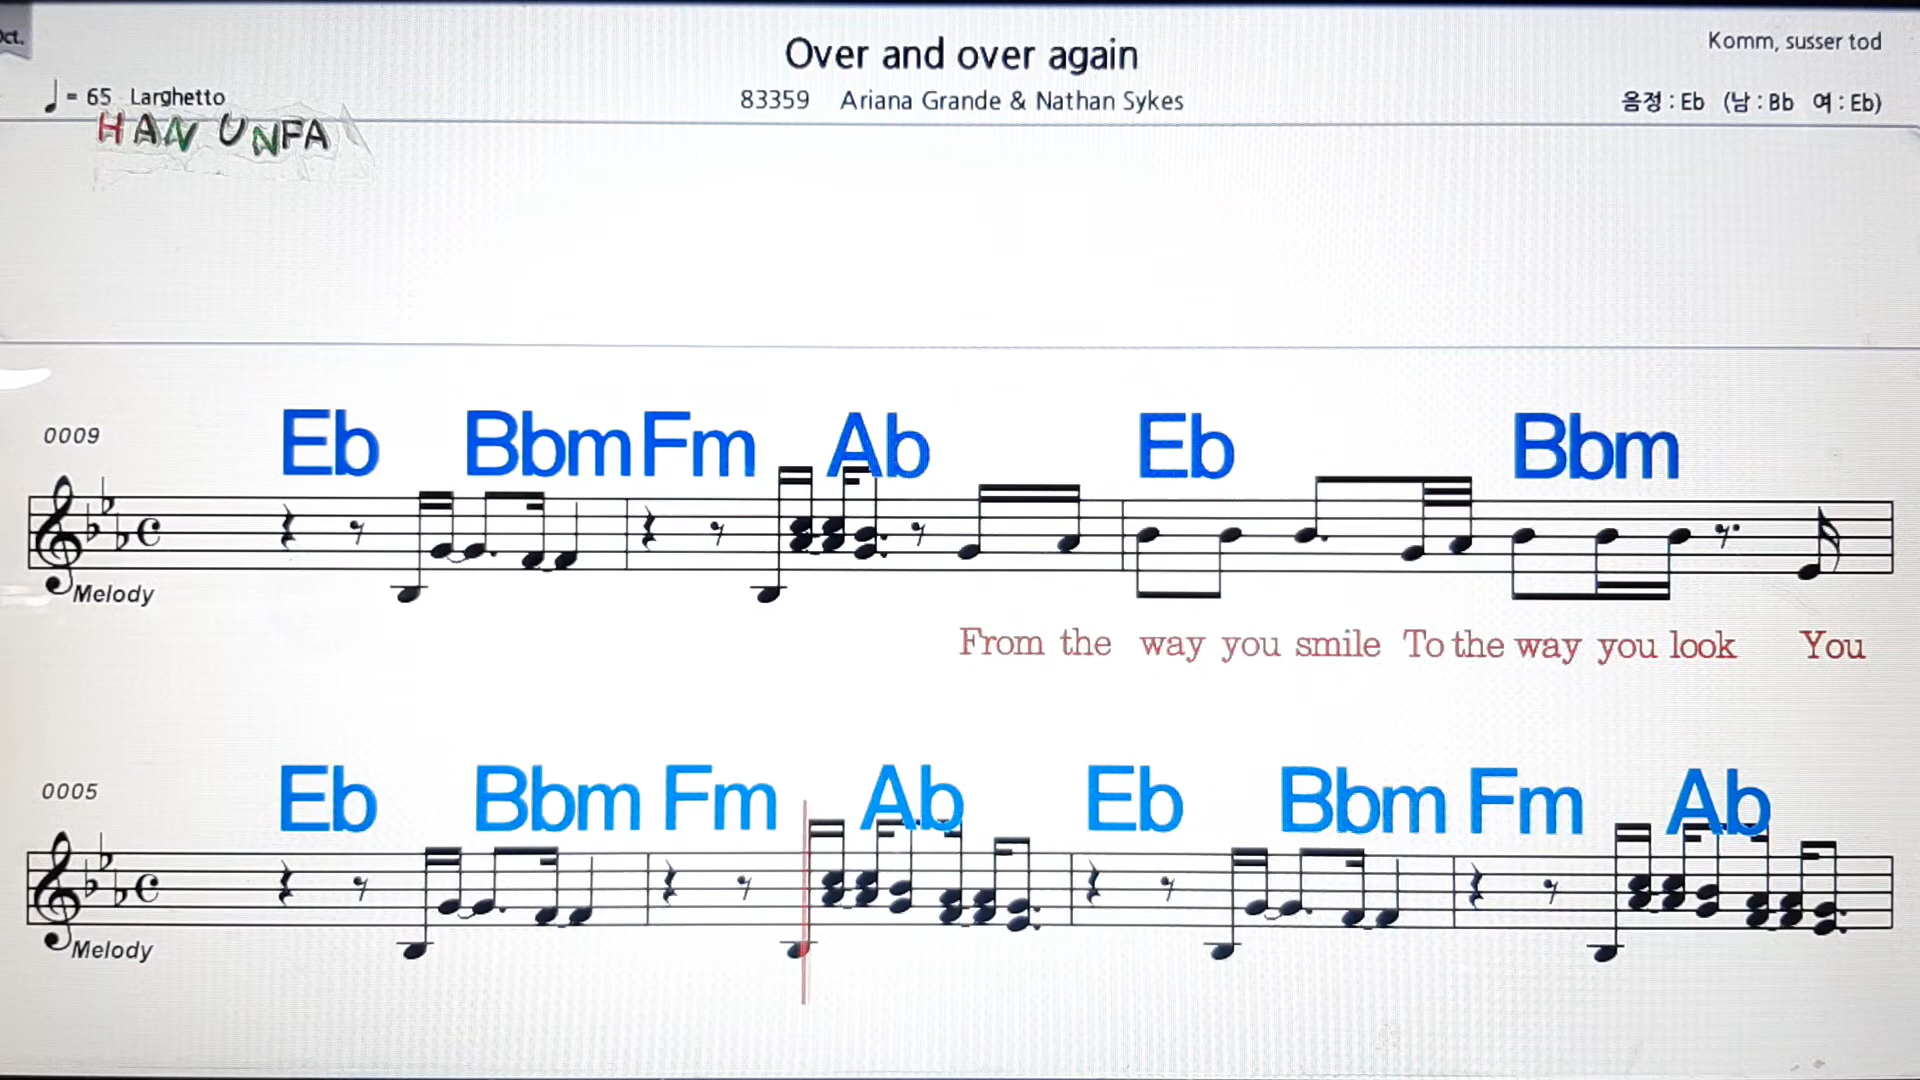 Oct.
Over and over again
Komm, susser tod
♩ = 65 Larghetto
83359 Ariana Grande & Nathan Sykes
음정 : Eb (남 : Bb 여 : Eb)
HAN UNFA
0009
Eb Bbm Fm Ab Eb Bbm
Melody
From the way you smile To the way you look You
0005
Eb Bbm Fm Ab Eb Bbm Fm Ab
Melody